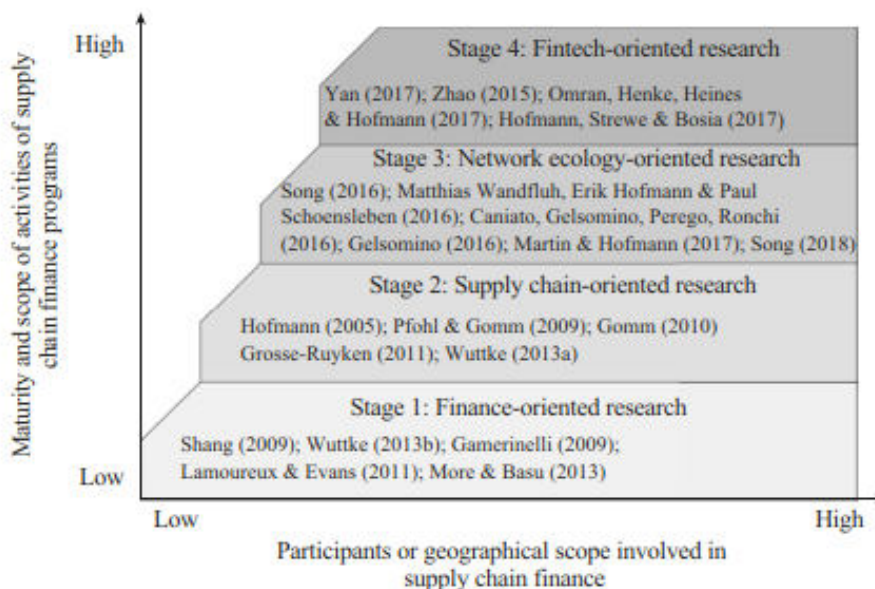 Maturity and scope of activities of supply
chain finance programs
High
Low
Stage 4: Fintech-oriented research
Yan (2017); Zhao (2015); Omran, Henke, Heines
& Hofmann (2017); Hofmann, Strewe & Bosia (2017)
Stage 3: Network ecology-oriented research
Song (2016); Matthias Wandfluh, Erik Hofmann & Paul
Schoensleben (2016); Caniato, Gelsomino, Perego, Ronchi
(2016); Gelsomino (2016); Martin & Hofmann (2017); Song (2018)
Stage 2: Supply chain-oriented research
Hofmann (2005); Pfohl & Gomm (2009); Gomm (2010)
Grosse-Ruyken (2011); Wuttke (2013a)
Stage 1: Finance-oriented research
Shang (2009); Wuttke (2013b); Gamerinelli (2009);
Lamoureux & Evans (2011); More & Basu (2013)
Low
High
Participants or geographical scope involved in
supply chain finance